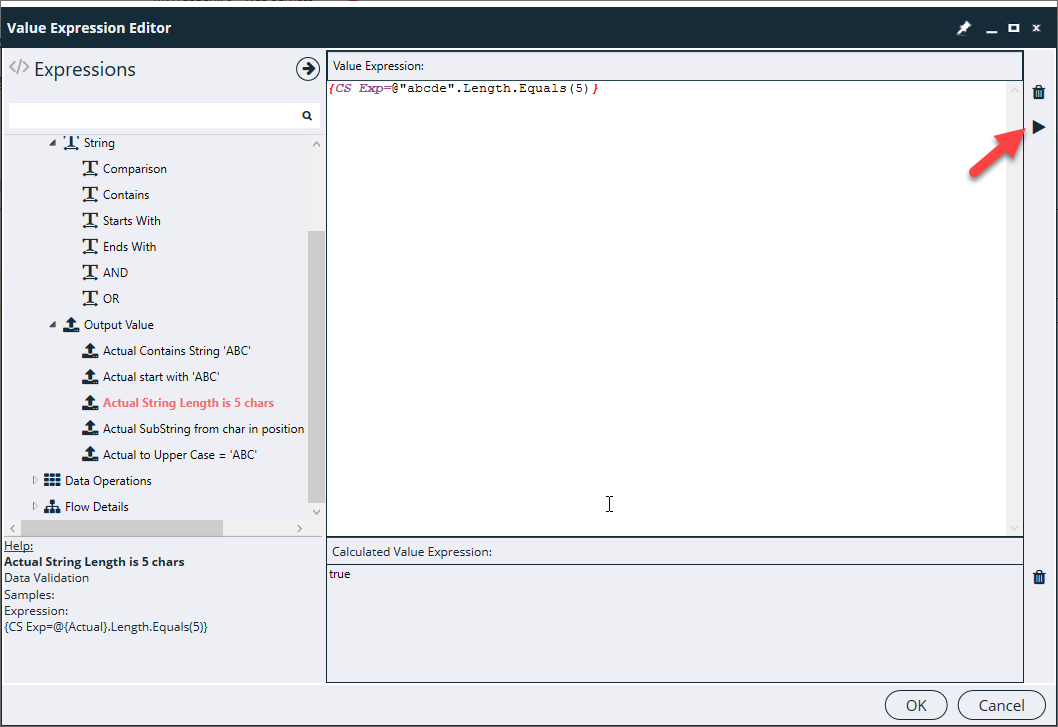 Value Expression Editor
</> Expressions
Value Expression:
{CS Exp=@"abcde".Length.Equals(5)}
String
Comparison
Contains
Starts With
Ends With
AND
OR
Output Value
Actual Contains String 'ABC'
Actual start with 'ABC'
Actual String Length is 5 chars
Actual SubString from char in position
Actual to Upper Case = 'ABC'
Data Operations
Flow Details
Help:
Actual String Length is 5 chars
Data Validation
Samples:
Expression:
{CS Exp=@{Actual}.Length.Equals(5)}
Calculated Value Expression:
true
OK
Cancel